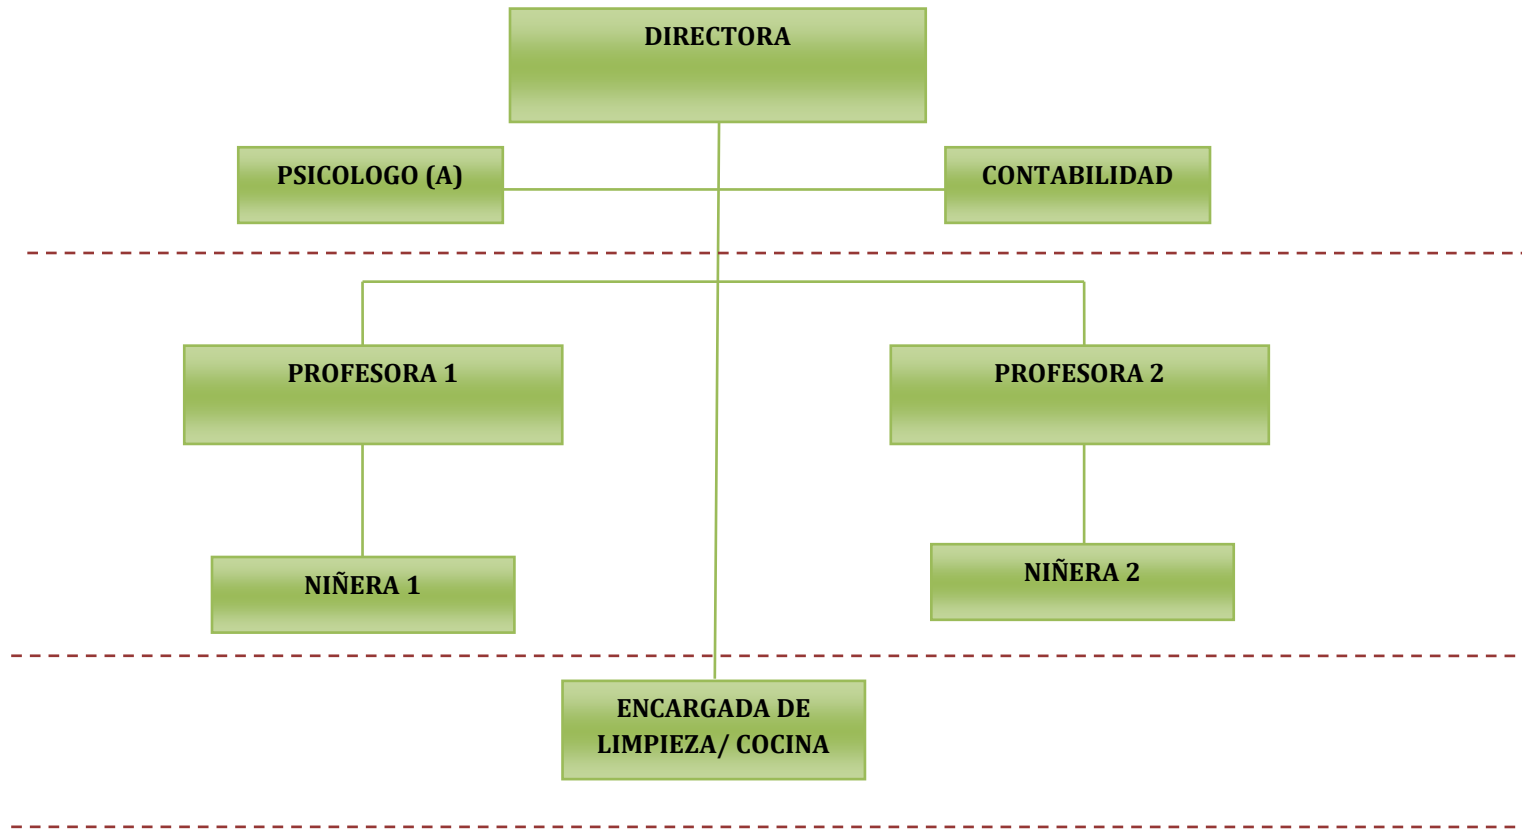 DIRECTORA
PSICOLOGO (A)
CONTABILIDAD
PROFESORA 1
PROFESORA 2
NIÑERA 1
NIÑERA 2
ENCARGADA DE
LIMPIEZA/ COCINA